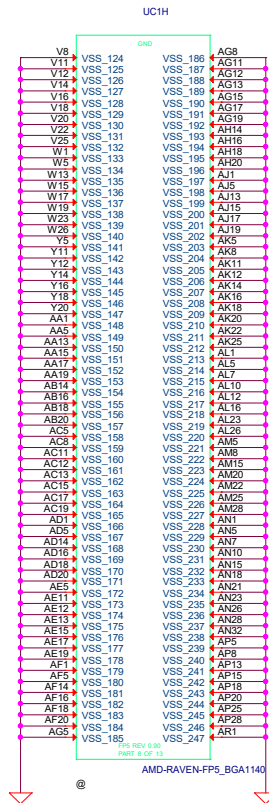 UC1H
GND
V8 VSS_124 VSS_186 AG8
V11 VSS_125 VSS_187 AG11
V12 VSS_126 VSS_188 AG12
V14 VSS_127 VSS_189 AG13
V16 VSS_128 VSS_190 AG15
V18 VSS_129 VSS_191 AG17
V20 VSS_130 VSS_192 AG19
V22 VSS_131 VSS_193 AH14
V25 VSS_132 VSS_194 AH16
W1 VSS_133 VSS_195 AH18
W5 VSS_134 VSS_196 AH20
W13 VSS_135 VSS_197 AJ1
W15 VSS_136 VSS_198 AJ5
W17 VSS_137 VSS_199 AJ13
W19 VSS_138 VSS_200 AJ15
W23 VSS_139 VSS_201 AJ17
W26 VSS_140 VSS_202 AJ19
Y5 VSS_141 VSS_203 AK5
Y11 VSS_142 VSS_204 AK8
Y12 VSS_143 VSS_205 AK11
Y14 VSS_144 VSS_206 AK12
Y16 VSS_145 VSS_207 AK14
Y18 VSS_146 VSS_208 AK16
Y20 VSS_147 VSS_209 AK18
AA1 VSS_148 VSS_210 AK20
AA5 VSS_149 VSS_211 AK22
AA13 VSS_150 VSS_212 AK25
AA15 VSS_151 VSS_213 AL1
AA17 VSS_152 VSS_214 AL5
AA19 VSS_153 VSS_215 AL7
AB14 VSS_154 VSS_216 AL10
AB16 VSS_155 VSS_217 AL12
AB18 VSS_156 VSS_218 AL16
AB20 VSS_157 VSS_219 AL23
AC5 VSS_158 VSS_220 AL26
AC8 VSS_159 VSS_221 AM5
AC11 VSS_160 VSS_222 AM8
AC12 VSS_161 VSS_223 AM15
AC13 VSS_162 VSS_224 AM20
AC15 VSS_163 VSS_225 AM22
AC17 VSS_164 VSS_226 AM25
AC19 VSS_165 VSS_227 AM28
AD1 VSS_166 VSS_228 AN1
AD5 VSS_167 VSS_229 AN5
AD14 VSS_168 VSS_230 AN7
AD16 VSS_169 VSS_231 AN10
AD18 VSS_170 VSS_232 AN15
AD20 VSS_171 VSS_233 AN18
AE5 VSS_172 VSS_234 AN21
AE11 VSS_173 VSS_235 AN23
AE12 VSS_174 VSS_236 AN26
AE13 VSS_175 VSS_237 AN28
AE15 VSS_176 VSS_238 AN32
AE17 VSS_177 VSS_239 AP5
AE19 VSS_178 VSS_240 AP8
AF1 VSS_179 VSS_241 AP13
AF5 VSS_180 VSS_242 AP15
AF14 VSS_181 VSS_243 AP18
AF16 VSS_182 VSS_244 AP20
AF18 VSS_183 VSS_245 AP25
AF20 VSS_184 VSS_246 AP28
AG5 VSS_185 VSS_247 AR1
FP5 REV 0.90
PART 8 OF 13
AMD-RAVEN-FP5_BGA1140
@